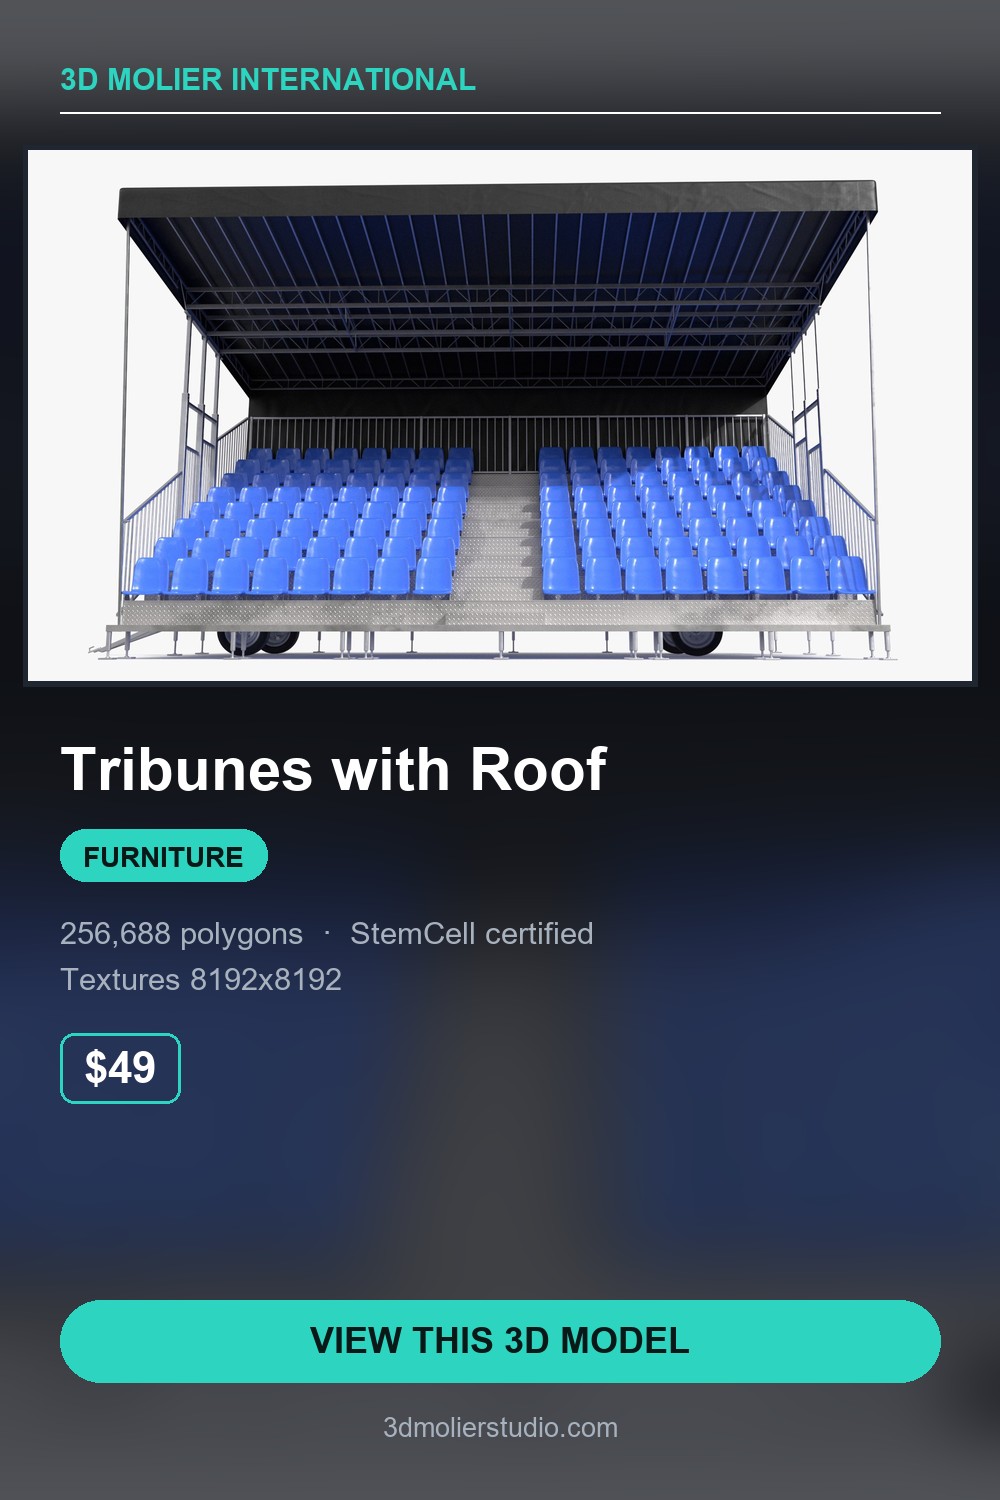 3D MOLIER INTERNATIONAL
Tribunes with Roof
FURNITURE
256,688 polygons · StemCell certified
Textures 8192x8192
$49
VIEW THIS 3D MODEL
3dmolierstudio.com